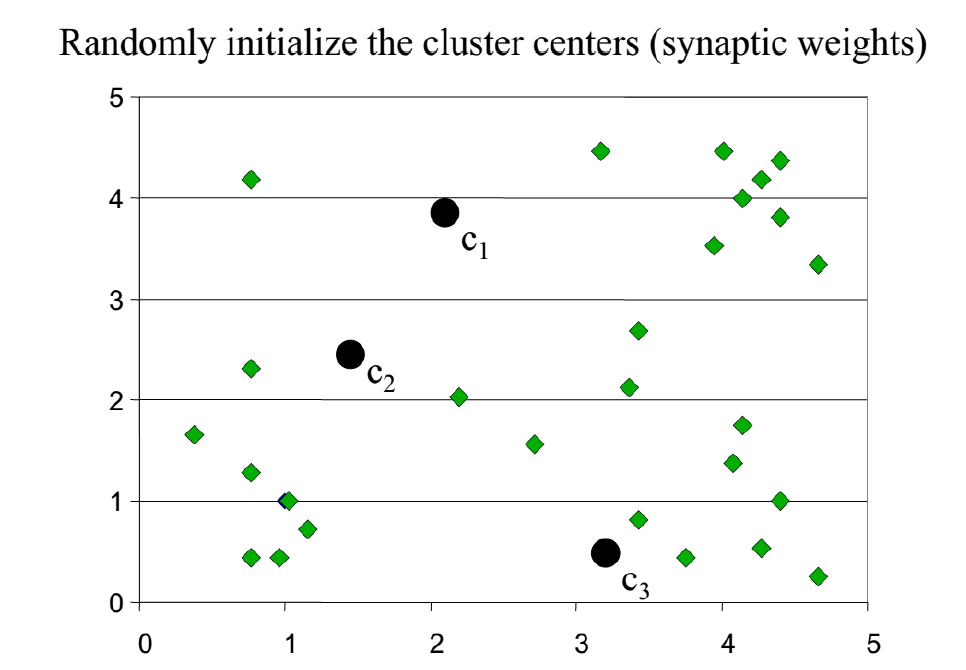 Randomly initialize the cluster centers (synaptic weights)
5
4
c1
3
c2
2
1
c3
0
0 1 2 3 4 5